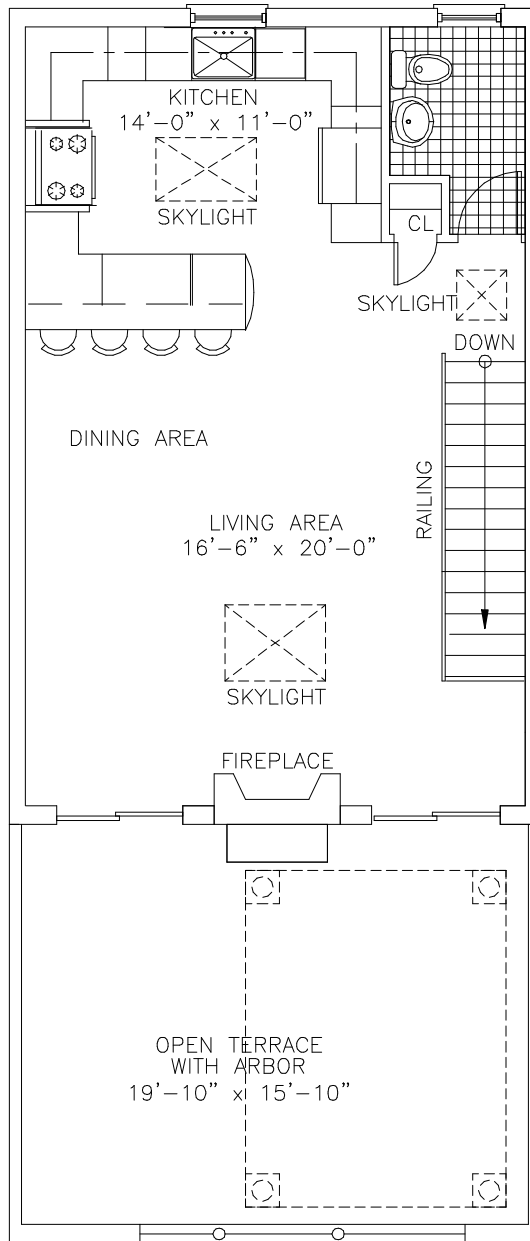 KITCHEN
14'-0" x 11'-0"
SKYLIGHT
CL
SKYLIGHT
DOWN
DINING AREA
RAILING
LIVING AREA
16'-6" x 20'-0"
SKYLIGHT
FIREPLACE
OPEN TERRACE
WITH ARBOR
19'-10" x 15'-10"